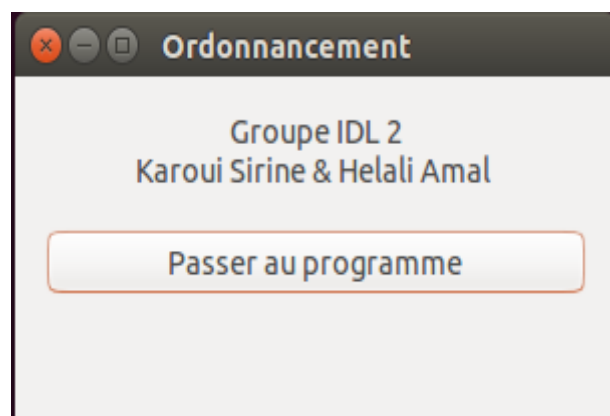 Ordonnancement
Groupe IDL 2
Karoui Sirine & Helali Amal
Passer au programme